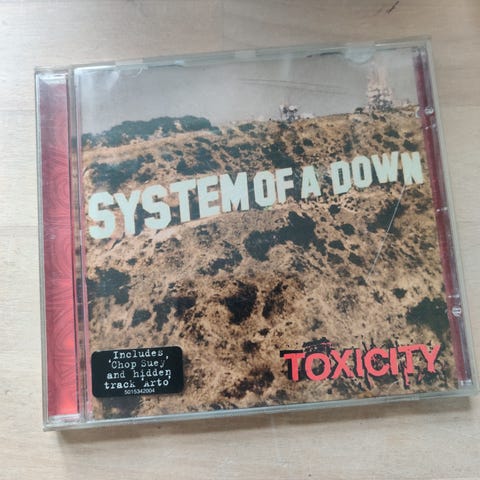 SYSTEM OF A DOWN
TOXICITY
Includes
'Chop Suey'
and hidden
track 'Arto'
5015342004